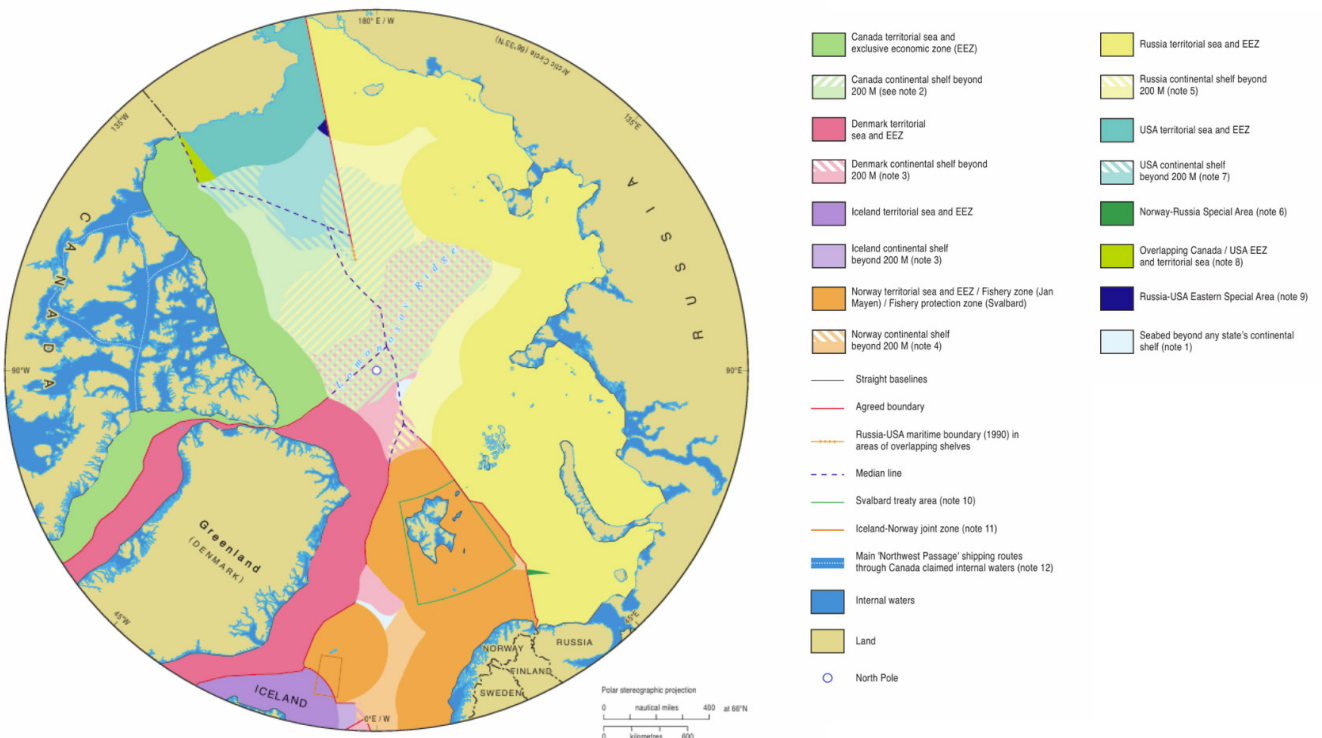 180° E / W
Arctic Circle (66°33'N)
135°W
135°E
CANADA
RUSSIA
Lomonosov Ridge
90°W
90°E
Greenland
(DENMARK)
45°W
45°E
ICELAND
0°E / W
NORWAY
RUSSIA
FINLAND
SWEDEN
Polar stereographic projection
0 nautical miles 400 at 66°N
0 kilometres 600
Canada territorial sea and
exclusive economic zone (EEZ)
Canada continental shelf beyond
200 M (see note 2)
Denmark territorial
sea and EEZ
Denmark continental shelf beyond
200 M (note 3)
Iceland territorial sea and EEZ
Iceland continental shelf
beyond 200 M (note 3)
Norway territorial sea and EEZ / Fishery zone (Jan
Mayen) / Fishery protection zone (Svalbard)
Norway continental shelf
beyond 200 M (note 4)
Straight baselines
Agreed boundary
Russia-USA maritime boundary (1990) in
areas of overlapping shelves
Median line
Svalbard treaty area (note 10)
Iceland-Norway joint zone (note 11)
Main 'Northwest Passage' shipping routes
through Canada claimed internal waters (note 12)
Internal waters
Land
North Pole
Russia territorial sea and EEZ
Russia continental shelf beyond
200 M (note 5)
USA territorial sea and EEZ
USA continental shelf
beyond 200 M (note 7)
Norway-Russia Special Area (note 6)
Overlapping Canada / USA EEZ
and territorial sea (note 8)
Russia-USA Eastern Special Area (note 9)
Seabed beyond any state's continental
shelf (note 1)